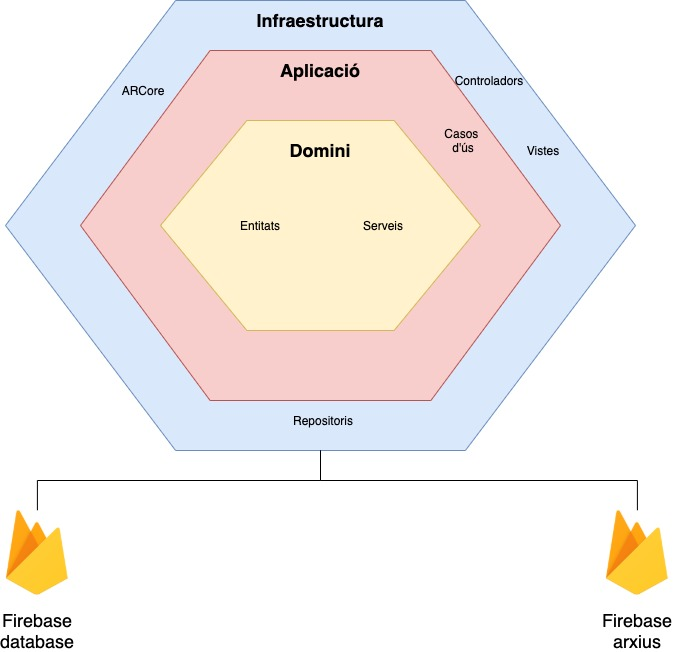 Infraestructura
Aplicació
ARCore
Controladors
Casos
d'ús
Domini
Vistes
Entitats
Serveis
Repositoris
Firebase
database
Firebase
arxius